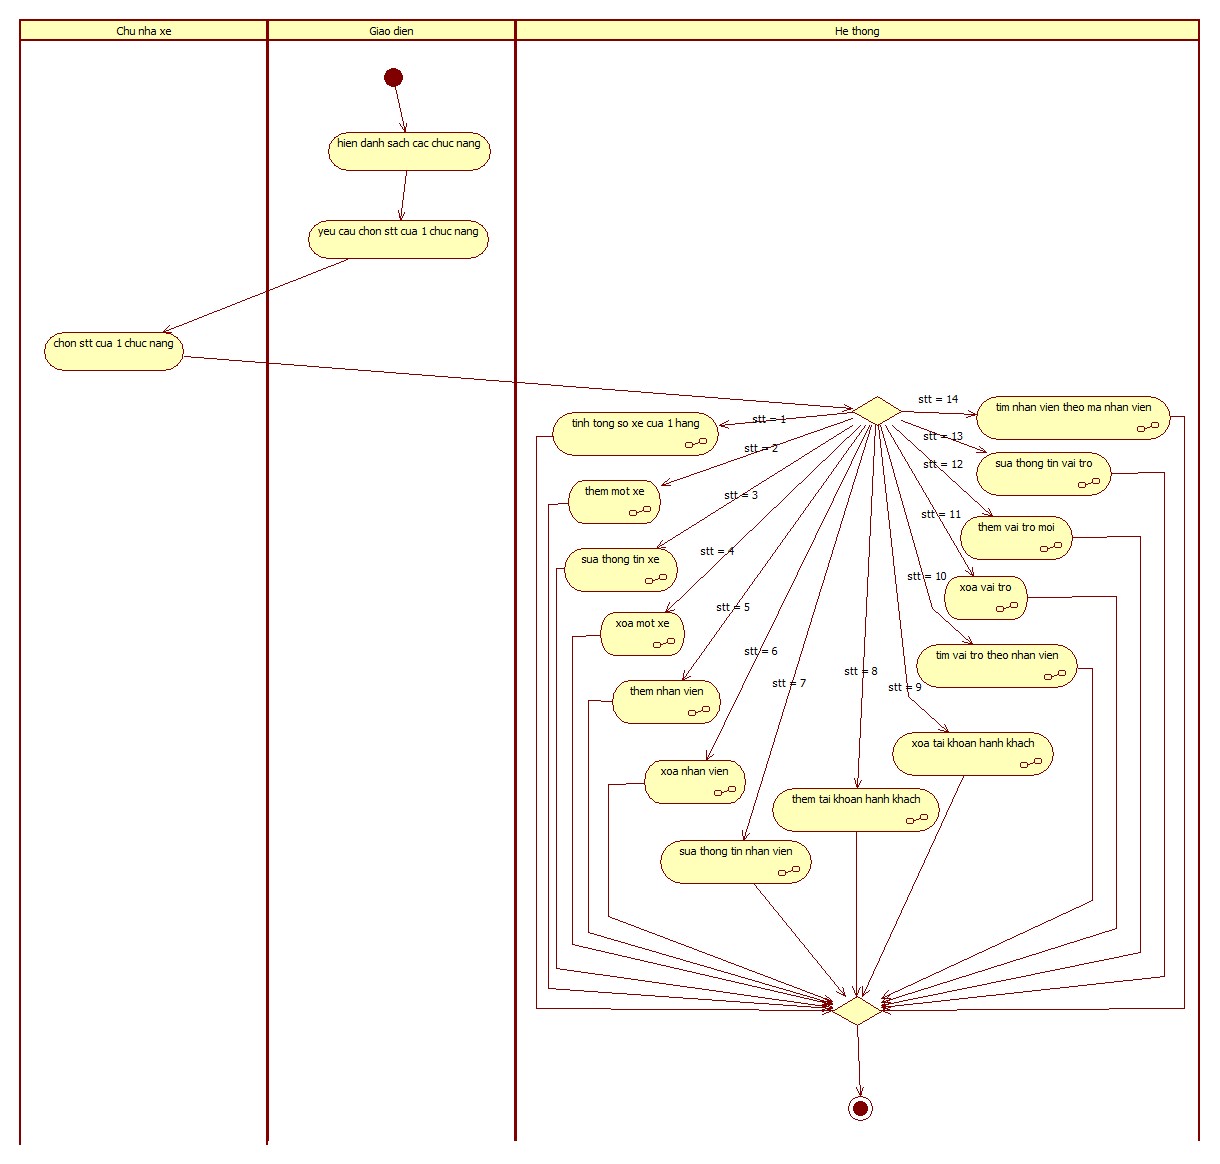 Chu nha xe
Giao dien
He thong
hien danh sach cac chuc nang
yeu cau chon stt cua 1 chuc nang
chon stt cua 1 chuc nang
stt = 14
tim nhan vien theo ma nhan vien
tinh tong so xe cua 1 hang
stt = 1
stt = 13
stt = 2
stt = 12
sua thong tin vai tro
them mot xe
stt = 3
stt = 11
them vai tro moi
sua thong tin xe
stt = 4
stt = 10
xoa vai tro
xoa mot xe
stt = 5
stt = 6
tim vai tro theo nhan vien
stt = 8
stt = 7
stt = 9
them nhan vien
xoa tai khoan hanh khach
xoa nhan vien
them tai khoan hanh khach
sua thong tin nhan vien